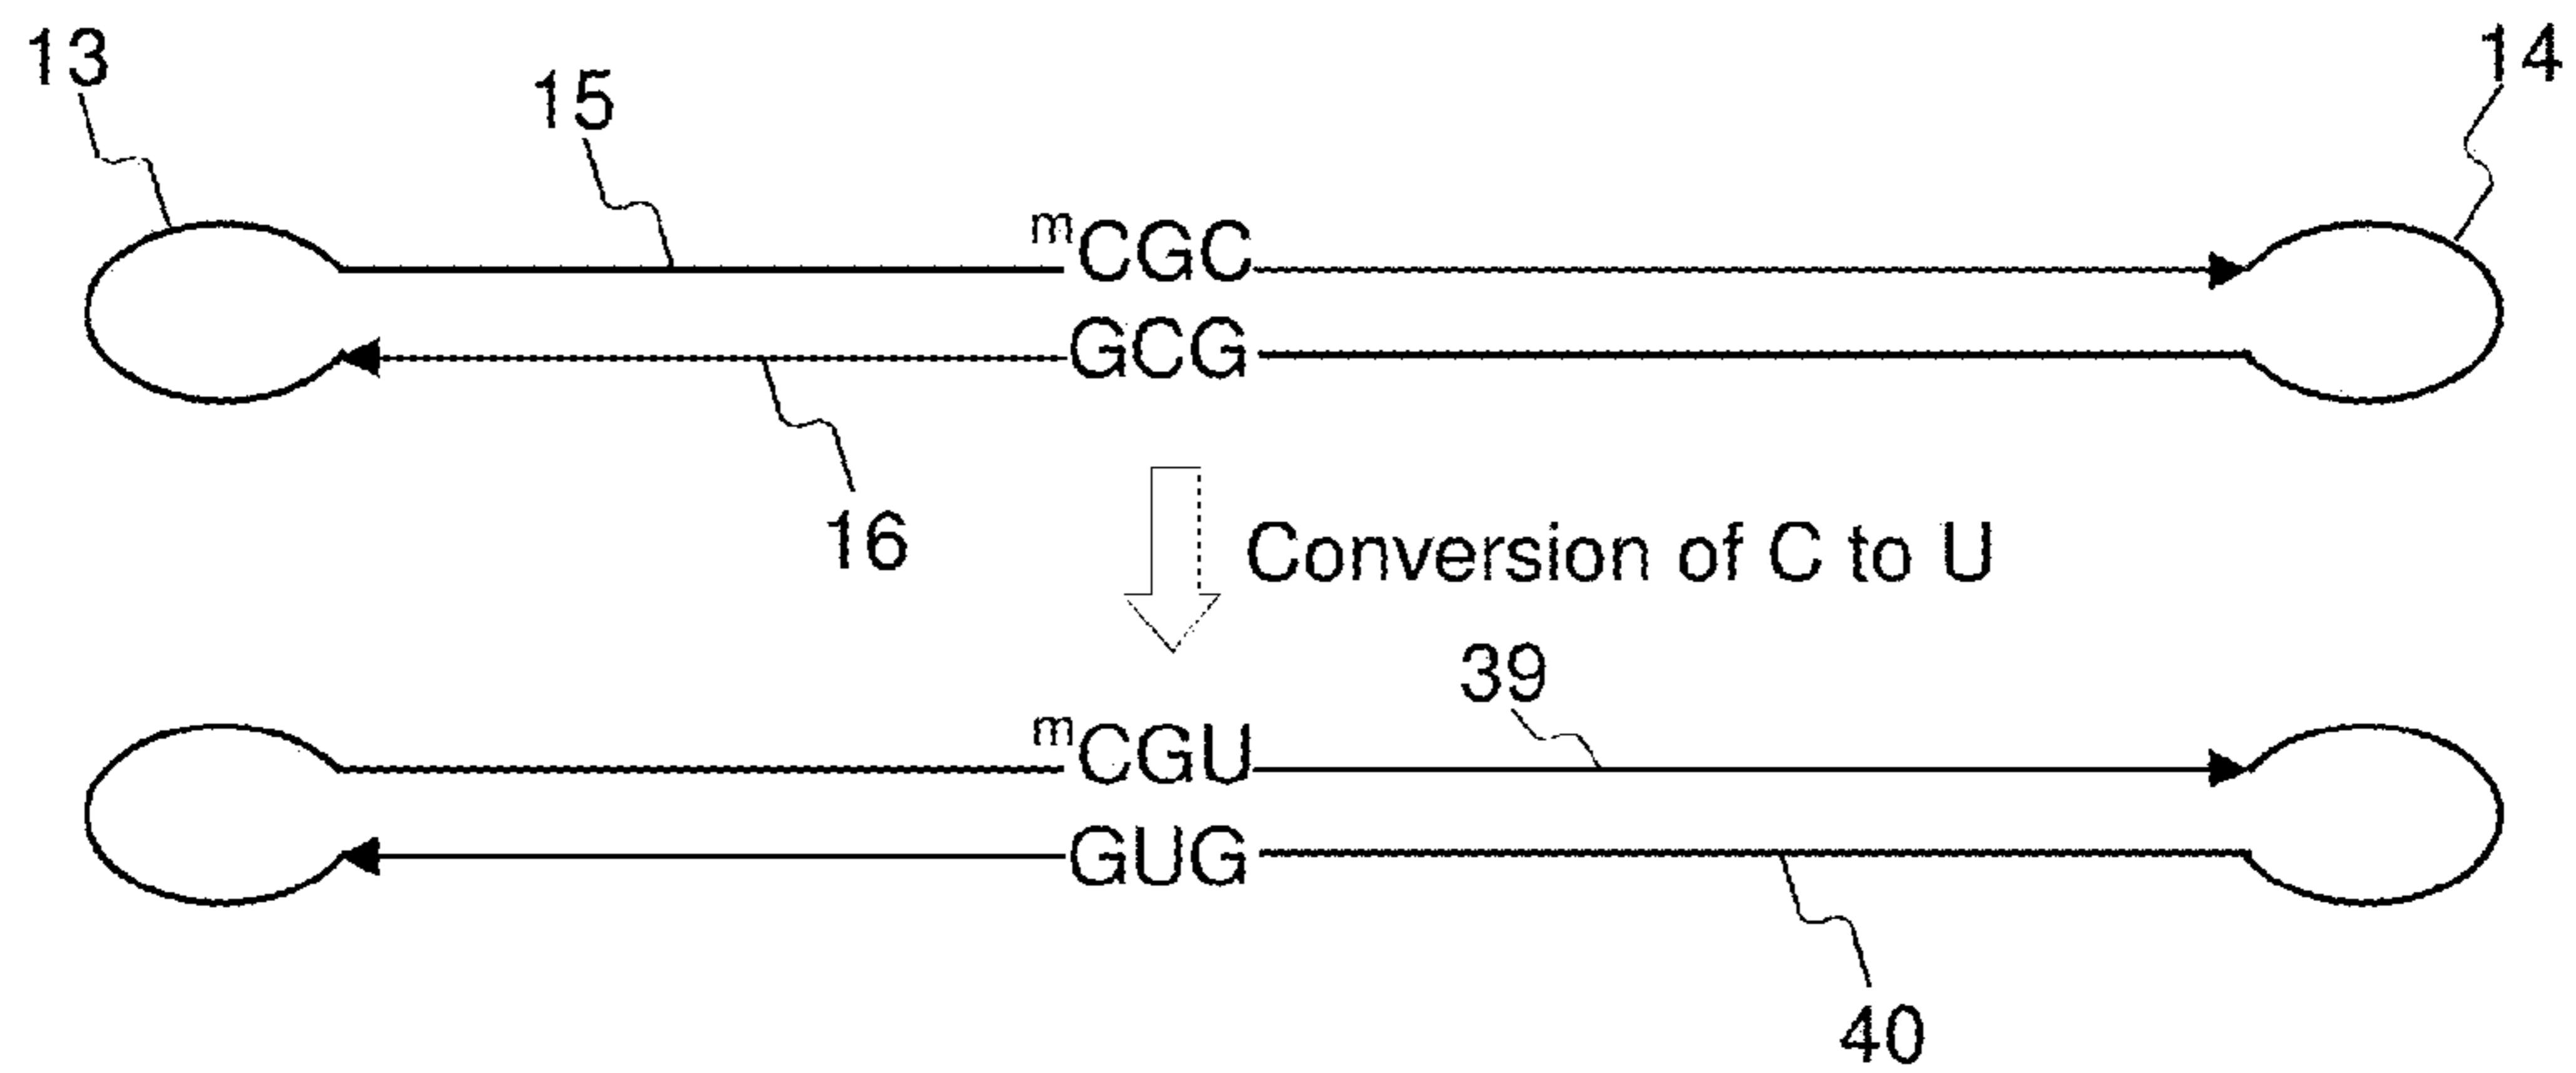 13
14
15
ᵐCGC
GCG
16
Conversion of C to U
39
ᵐCGU
GUG
40